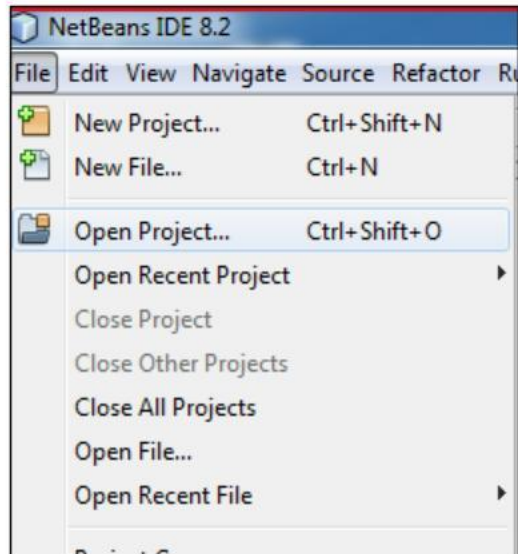 NetBeans IDE 8.2
File Edit View Navigate Source Refactor
New Project... Ctrl+Shift+N
New File... Ctrl+N
Open Project... Ctrl+Shift+O
Open Recent Project
Close Project
Close Other Projects
Close All Projects
Open File...
Open Recent File